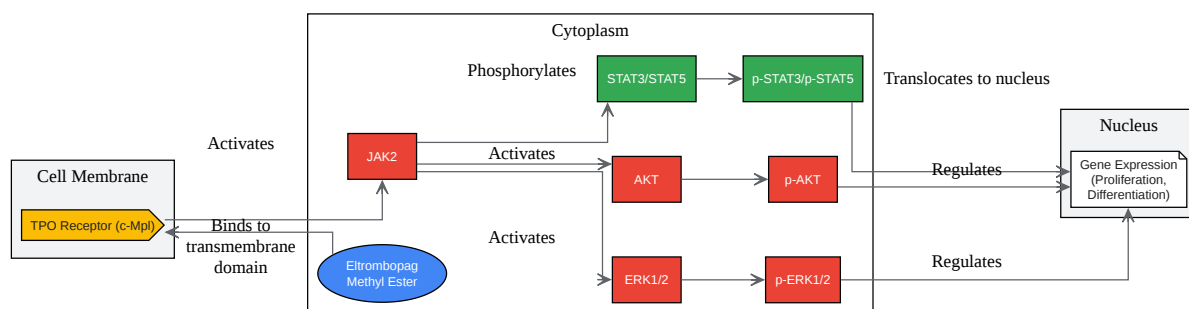 Cytoplasm
Phosphorylates
STAT3/STAT5
p-STAT3/p-STAT5
Translocates to nucleus
Nucleus
Activates
JAK2
Activates
Cell Membrane
AKT
p-AKT
Regulates
Gene Expression
(Proliferation,
Differentiation)
TPO Receptor (c-Mpl)
Binds to
transmembrane
domain
Activates
Eltrombopag
Methyl Ester
ERK1/2
p-ERK1/2
Regulates